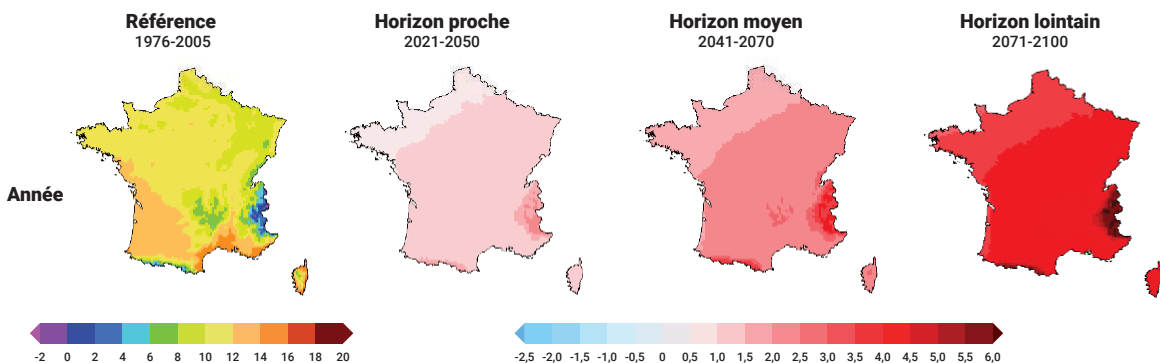 Référence
1976-2005
Horizon proche
2021-2050
Horizon moyen
2041-2070
Horizon lointain
2071-2100
Année
-2 0 2 4 6 8 10 12 14 16 18 20
-2,5 -2,0 -1,5 -1,0 -0,5 0 0,5 1,0 1,5 2,0 2,5 3,0 3,5 4,0 4,5 5,5 6,0